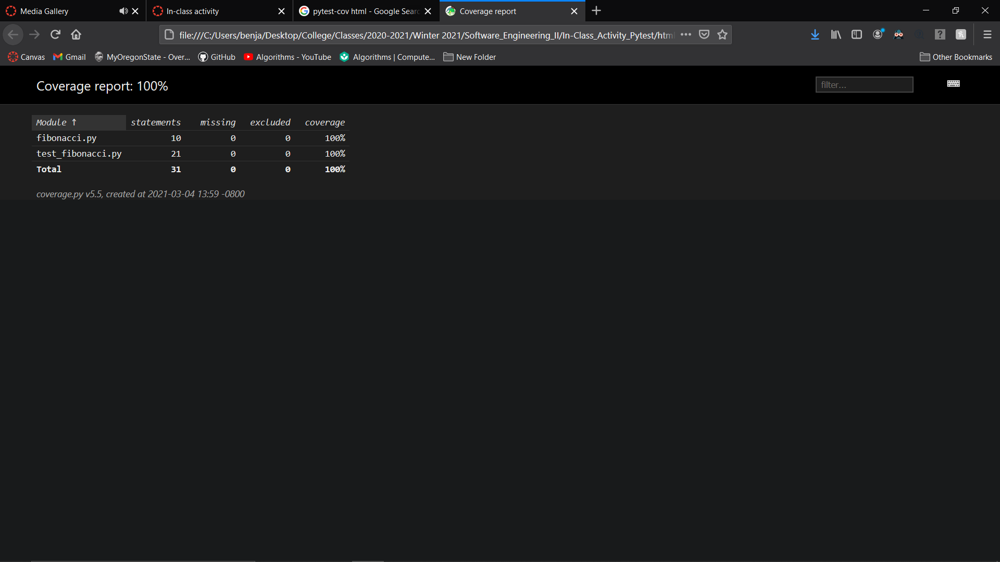 Media Gallery
In-class activity
pytest-cov html - Google Sear
Coverage report
file:///C:/Users/benja/Desktop/College/Classes/2020-2021/Winter 2021/Software_Engineering_II/In-Class_Activity_Pytest/html
Canvas
Gmail
MyOregonState - Over...
GitHub
Algorithms - YouTube
Algorithms | Compute...
New Folder
Other Bookmarks
Coverage report: 100%
filter...
Module ↑ statements missing excluded coverage
fibonacci.py 10 0 0 100%
test_fibonacci.py 21 0 0 100%
Total 31 0 0 100%
coverage.py v5.5, created at 2021-03-04 13:59 -0800